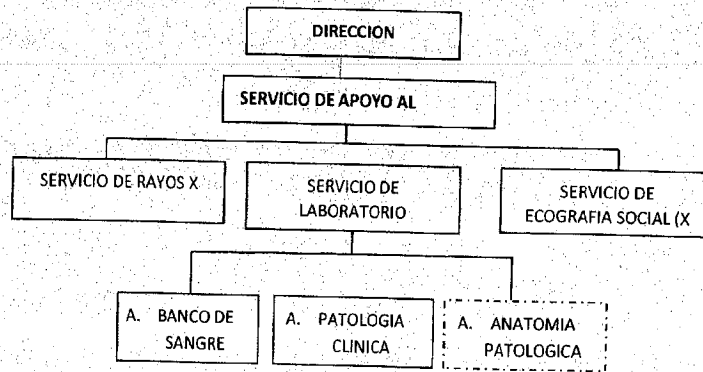 DIRECCION
SERVICIO DE APOYO AL
SERVICIO DE RAYOS X
SERVICIO DE
LABORATORIO
SERVICIO DE
ECOGRAFIA SOCIAL (X
A. BANCO DE
SANGRE
A. PATOLOGIA
CLINICA
A. ANATOMIA
PATOLOGICA